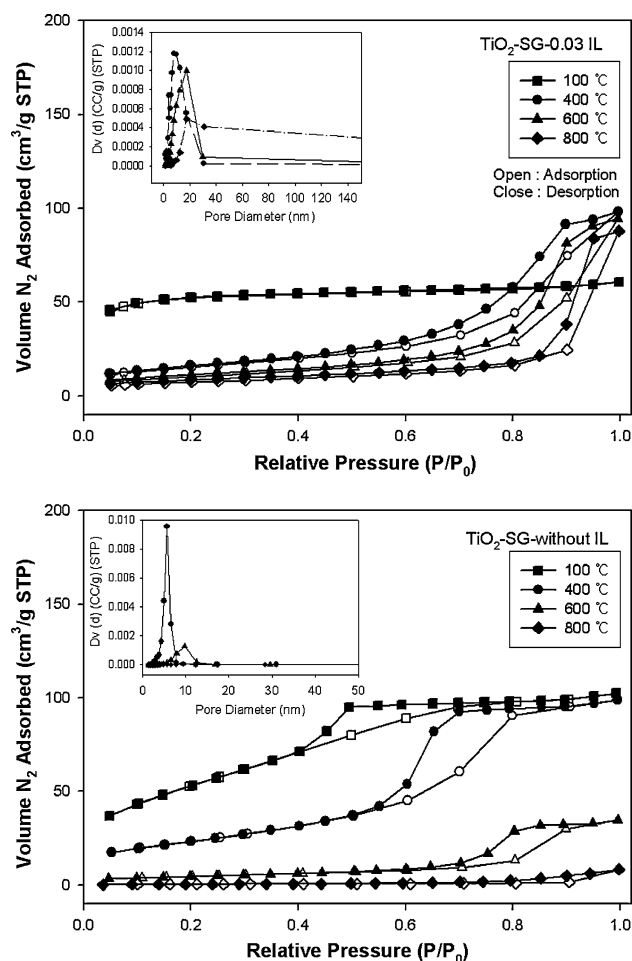 TiO2-SG-0.03 IL
100 ℃
400 ℃
600 ℃
800 ℃
Open : Adsorption
Close : Desorption
Dv (d) (CC/g) (STP)
0.0014
0.0012
0.0010
0.0008
0.0006
0.0004
0.0002
0.0000
0 20 40 60 80 100 120 140
Pore Diameter (nm)
Volume N2 Adsorbed (cm3/g STP)
200
150
100
50
0
0.0 0.2 0.4 0.6 0.8 1.0
Relative Pressure (P/P0)
TiO2-SG-without IL
100 ℃
400 ℃
600 ℃
800 ℃
Dv (d) (CC/g) (STP)
0.010
0.008
0.006
0.004
0.002
0.000
0 10 20 30 40 50
Pore Diameter (nm)
Volume N2 Adsorbed (cm3/g STP)
200
150
100
50
0
0.0 0.2 0.4 0.6 0.8 1.0
Relative Pressure (P/P0)